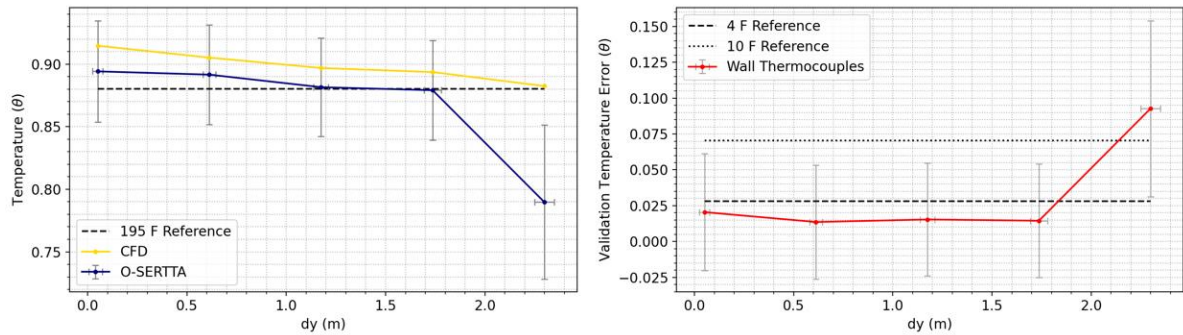 Temperature (θ)
0.90
0.85
0.80
0.75
195 F Reference
CFD
O-SERTTA
0.0
0.5
1.0
1.5
2.0
dy (m)
Validation Temperature Error (θ)
0.150
0.125
0.100
0.075
0.050
0.025
0.000
−0.025
4 F Reference
10 F Reference
Wall Thermocouples
0.0
0.5
1.0
1.5
2.0
dy (m)